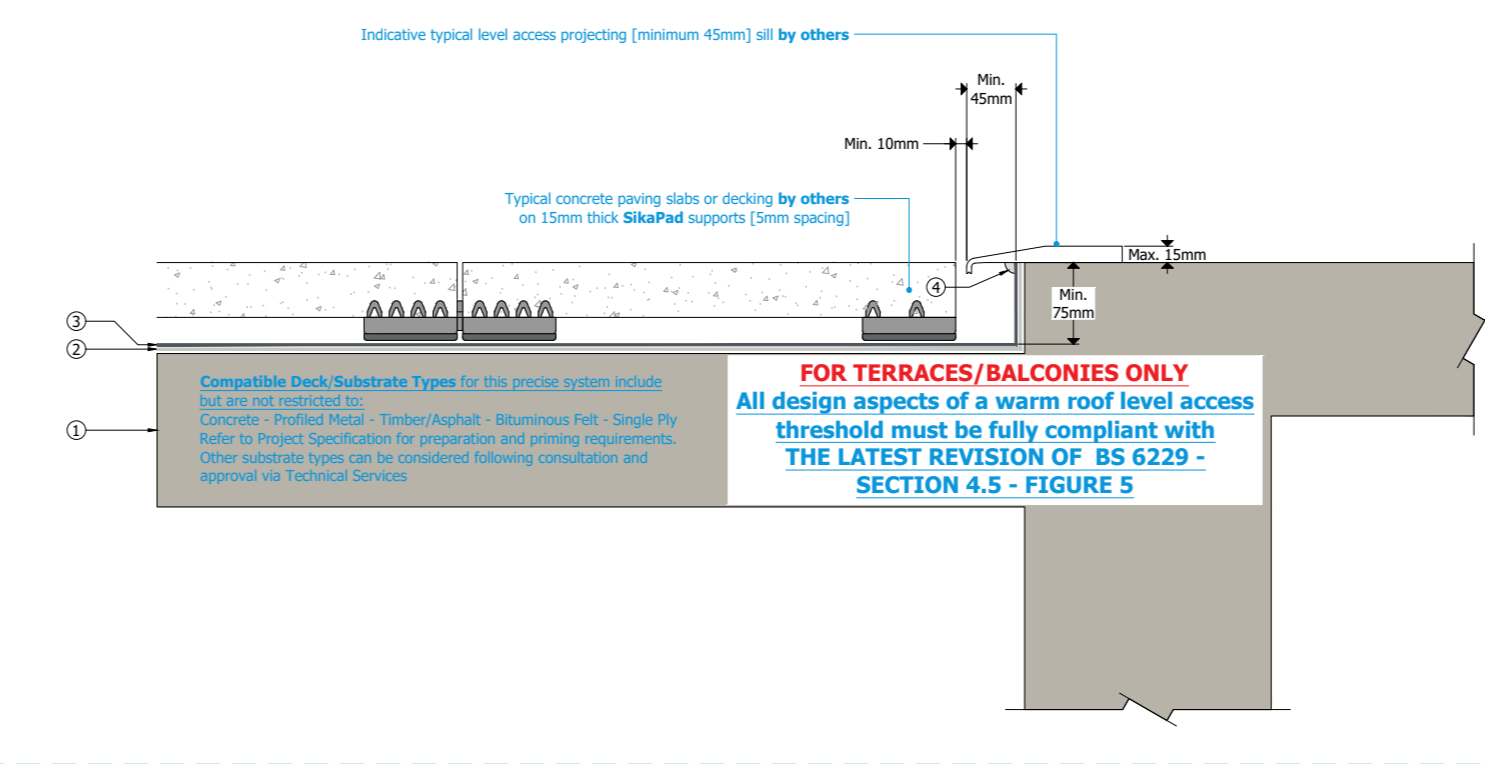 Indicative typical level access projecting [minimum 45mm] sill by others
Min.
45mm
Min. 10mm
Typical concrete paving slabs or decking by others
on 15mm thick SikaPad supports [5mm spacing]
Max. 15mm
4
Min.
75mm
3
2
1
Compatible Deck/Substrate Types for this precise system include
but are not restricted to:
Concrete - Profiled Metal - Timber/Asphalt - Bituminous Felt - Single Ply
Refer to Project Specification for preparation and priming requirements.
Other substrate types can be considered following consultation and
approval via Technical Services
FOR TERRACES/BALCONIES ONLY
All design aspects of a warm roof level access
threshold must be fully compliant with
THE LATEST REVISION OF BS 6229 -
SECTION 4.5 - FIGURE 5